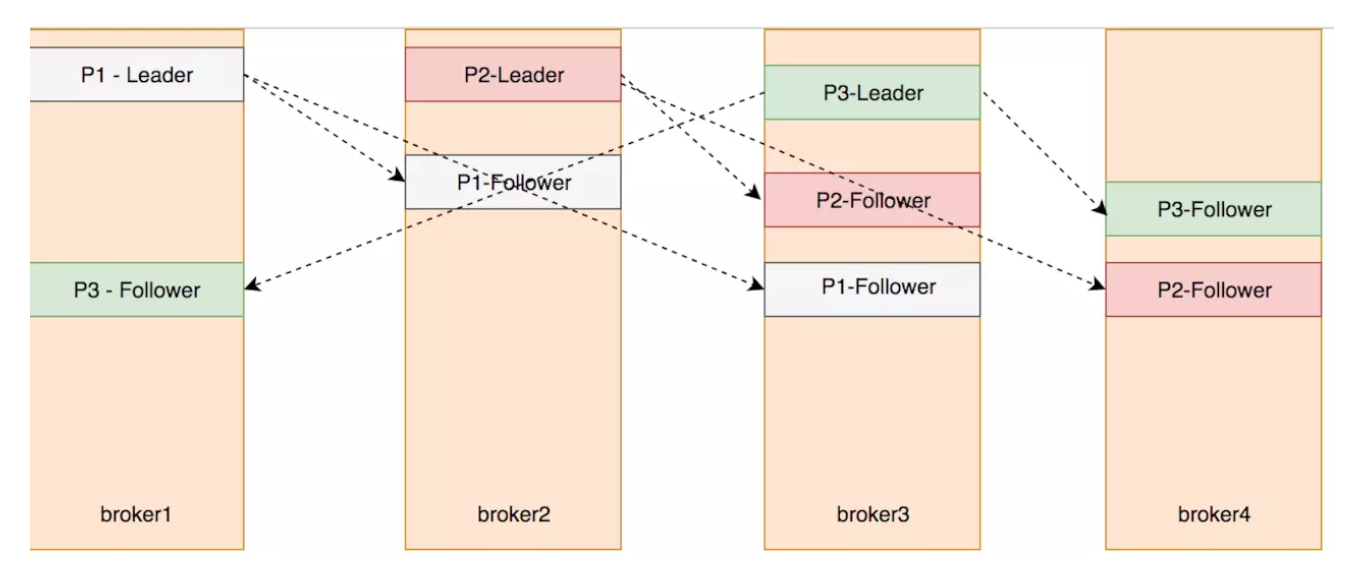 P1 - Leader
P3 - Follower
broker1
P2-Leader
P1-Follower
broker2
P3-Leader
P2-Follower
P1-Follower
broker3
P3-Follower
P2-Follower
broker4